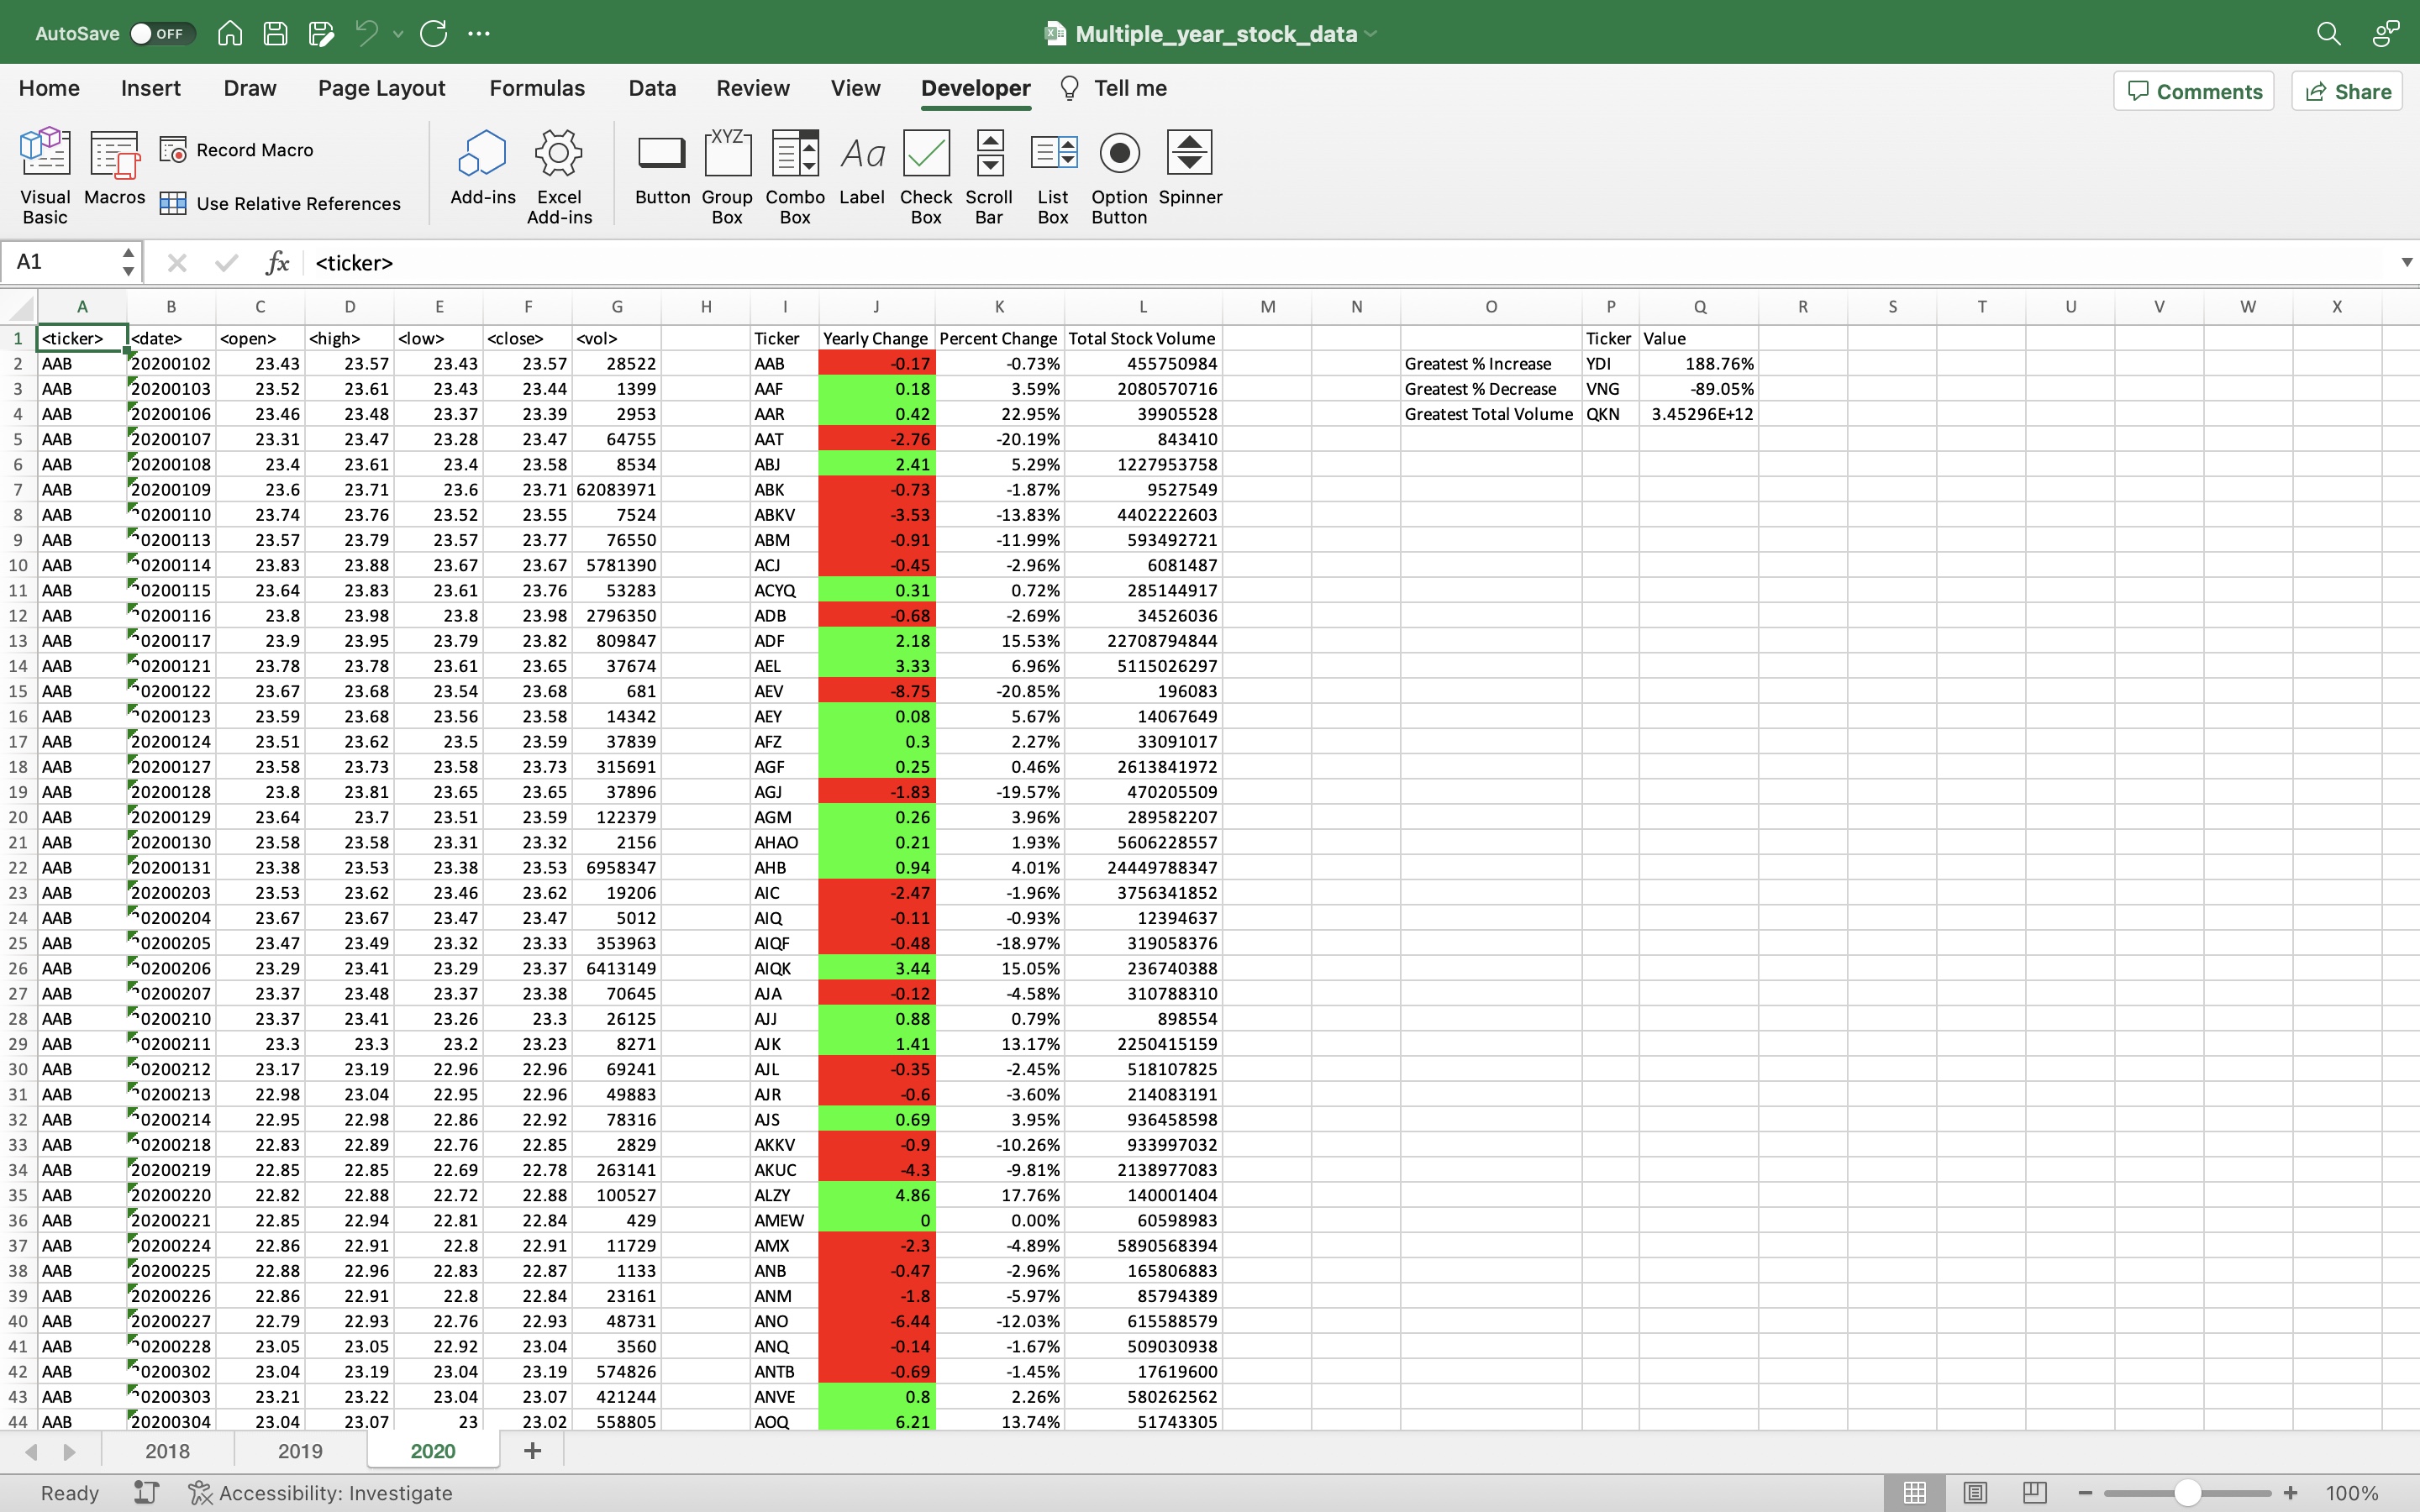 AutoSave OFF Multiple_year_stock_data
Home Insert Draw Page Layout Formulas Data Review View Developer Tell me Comments Share
Visual Basic Macros Record Macro Use Relative References Add-ins Excel Add-ins Button Group Box Combo Box Label Check Box Scroll Bar List Box Option Button Spinner
XYZ Aa
A1 fx <ticker>
A B C D E F G H I J K L M N O P Q R S T U V W X
1 <ticker> <date> <open> <high> <low> <close> <vol> Ticker Yearly Change Percent Change Total Stock Volume Ticker Value
2 AAB 20200102 23.43 23.57 23.43 23.57 28522 AAB -0.17 -0.73% 455750984 Greatest % Increase YDI 188.76%
3 AAB 20200103 23.52 23.61 23.43 23.44 1399 AAF 0.18 3.59% 2080570716 Greatest % Decrease VNG -89.05%
4 AAB 20200106 23.46 23.48 23.37 23.39 2953 AAR 0.42 22.95% 39905528 Greatest Total Volume QKN 3.45296E+12
5 AAB 20200107 23.31 23.47 23.28 23.47 64755 AAT -2.76 -20.19% 843410
6 AAB 20200108 23.4 23.61 23.4 23.58 8534 ABJ 2.41 5.29% 1227953758
7 AAB 20200109 23.6 23.71 23.6 23.71 62083971 ABK -0.73 -1.87% 9527549
8 AAB 20200110 23.74 23.76 23.52 23.55 7524 ABKV -3.53 -13.83% 4402222603
9 AAB 20200113 23.57 23.79 23.57 23.77 76550 ABM -0.91 -11.99% 593492721
10 AAB 20200114 23.83 23.88 23.67 23.67 5781390 ACJ -0.45 -2.96% 6081487
11 AAB 20200115 23.64 23.83 23.61 23.76 53283 ACYQ 0.31 0.72% 285144917
12 AAB 20200116 23.8 23.98 23.8 23.98 2796350 ADB -0.68 -2.69% 34526036
13 AAB 20200117 23.9 23.95 23.79 23.82 809847 ADF 2.18 15.53% 22708794844
14 AAB 20200121 23.78 23.78 23.61 23.65 37674 AEL 3.33 6.96% 5115026297
15 AAB 20200122 23.67 23.68 23.54 23.68 681 AEV -8.75 -20.85% 196083
16 AAB 20200123 23.59 23.68 23.56 23.58 14342 AEY 0.08 5.67% 14067649
17 AAB 20200124 23.51 23.62 23.5 23.59 37839 AFZ 0.3 2.27% 33091017
18 AAB 20200127 23.58 23.73 23.58 23.73 315691 AGF 0.25 0.46% 2613841972
19 AAB 20200128 23.8 23.81 23.65 23.65 37896 AGJ -1.83 -19.57% 470205509
20 AAB 20200129 23.64 23.7 23.51 23.59 122379 AGM 0.26 3.96% 289582207
21 AAB 20200130 23.58 23.58 23.31 23.32 2156 AHAO 0.21 1.93% 5606228557
22 AAB 20200131 23.38 23.53 23.38 23.53 6958347 AHB 0.94 4.01% 24449788347
23 AAB 20200203 23.53 23.62 23.46 23.62 19206 AIC -2.47 -1.96% 3756341852
24 AAB 20200204 23.67 23.67 23.47 23.47 5012 AIQ -0.11 -0.93% 12394637
25 AAB 20200205 23.47 23.49 23.32 23.33 353963 AIQF -0.48 -18.97% 319058376
26 AAB 20200206 23.29 23.41 23.29 23.37 6413149 AIQK 3.44 15.05% 236740388
27 AAB 20200207 23.37 23.48 23.37 23.38 70645 AJA -0.12 -4.58% 310788310
28 AAB 20200210 23.37 23.41 23.26 23.3 26125 AJJ 0.88 0.79% 898554
29 AAB 20200211 23.3 23.3 23.2 23.23 8271 AJK 1.41 13.17% 2250415159
30 AAB 20200212 23.17 23.19 22.96 22.96 69241 AJL -0.35 -2.45% 518107825
31 AAB 20200213 22.98 23.04 22.95 22.96 49883 AJR -0.6 -3.60% 214083191
32 AAB 20200214 22.95 22.98 22.86 22.92 78316 AJS 0.69 3.95% 936458598
33 AAB 20200218 22.83 22.89 22.76 22.85 2829 AKKV -0.9 -10.26% 933997032
34 AAB 20200219 22.85 22.85 22.69 22.78 263141 AKUC -4.3 -9.81% 2138977083
35 AAB 20200220 22.82 22.88 22.72 22.88 100527 ALZY 4.86 17.76% 140001404
36 AAB 20200221 22.85 22.94 22.81 22.84 429 AMEW 0 0.00% 60598983
37 AAB 20200224 22.86 22.91 22.8 22.91 11729 AMX -2.3 -4.89% 5890568394
38 AAB 20200225 22.88 22.96 22.83 22.87 1133 ANB -0.47 -2.96% 165806883
39 AAB 20200226 22.86 22.91 22.8 22.84 23161 ANM -1.8 -5.97% 85794389
40 AAB 20200227 22.79 22.93 22.76 22.93 48731 ANO -6.44 -12.03% 615588579
41 AAB 20200228 23.05 23.05 22.92 23.04 3560 ANQ -0.14 -1.67% 509030938
42 AAB 20200302 23.04 23.19 23.04 23.19 574826 ANTB -0.69 -1.45% 17619600
43 AAB 20200303 23.21 23.22 23.04 23.07 421244 ANVE 0.8 2.26% 580262562
44 AAB 20200304 23.04 23.07 23 23.02 558805 AOQ 6.21 13.74% 51743305
2018 2019 2020 +
Ready Accessibility: Investigate 100%